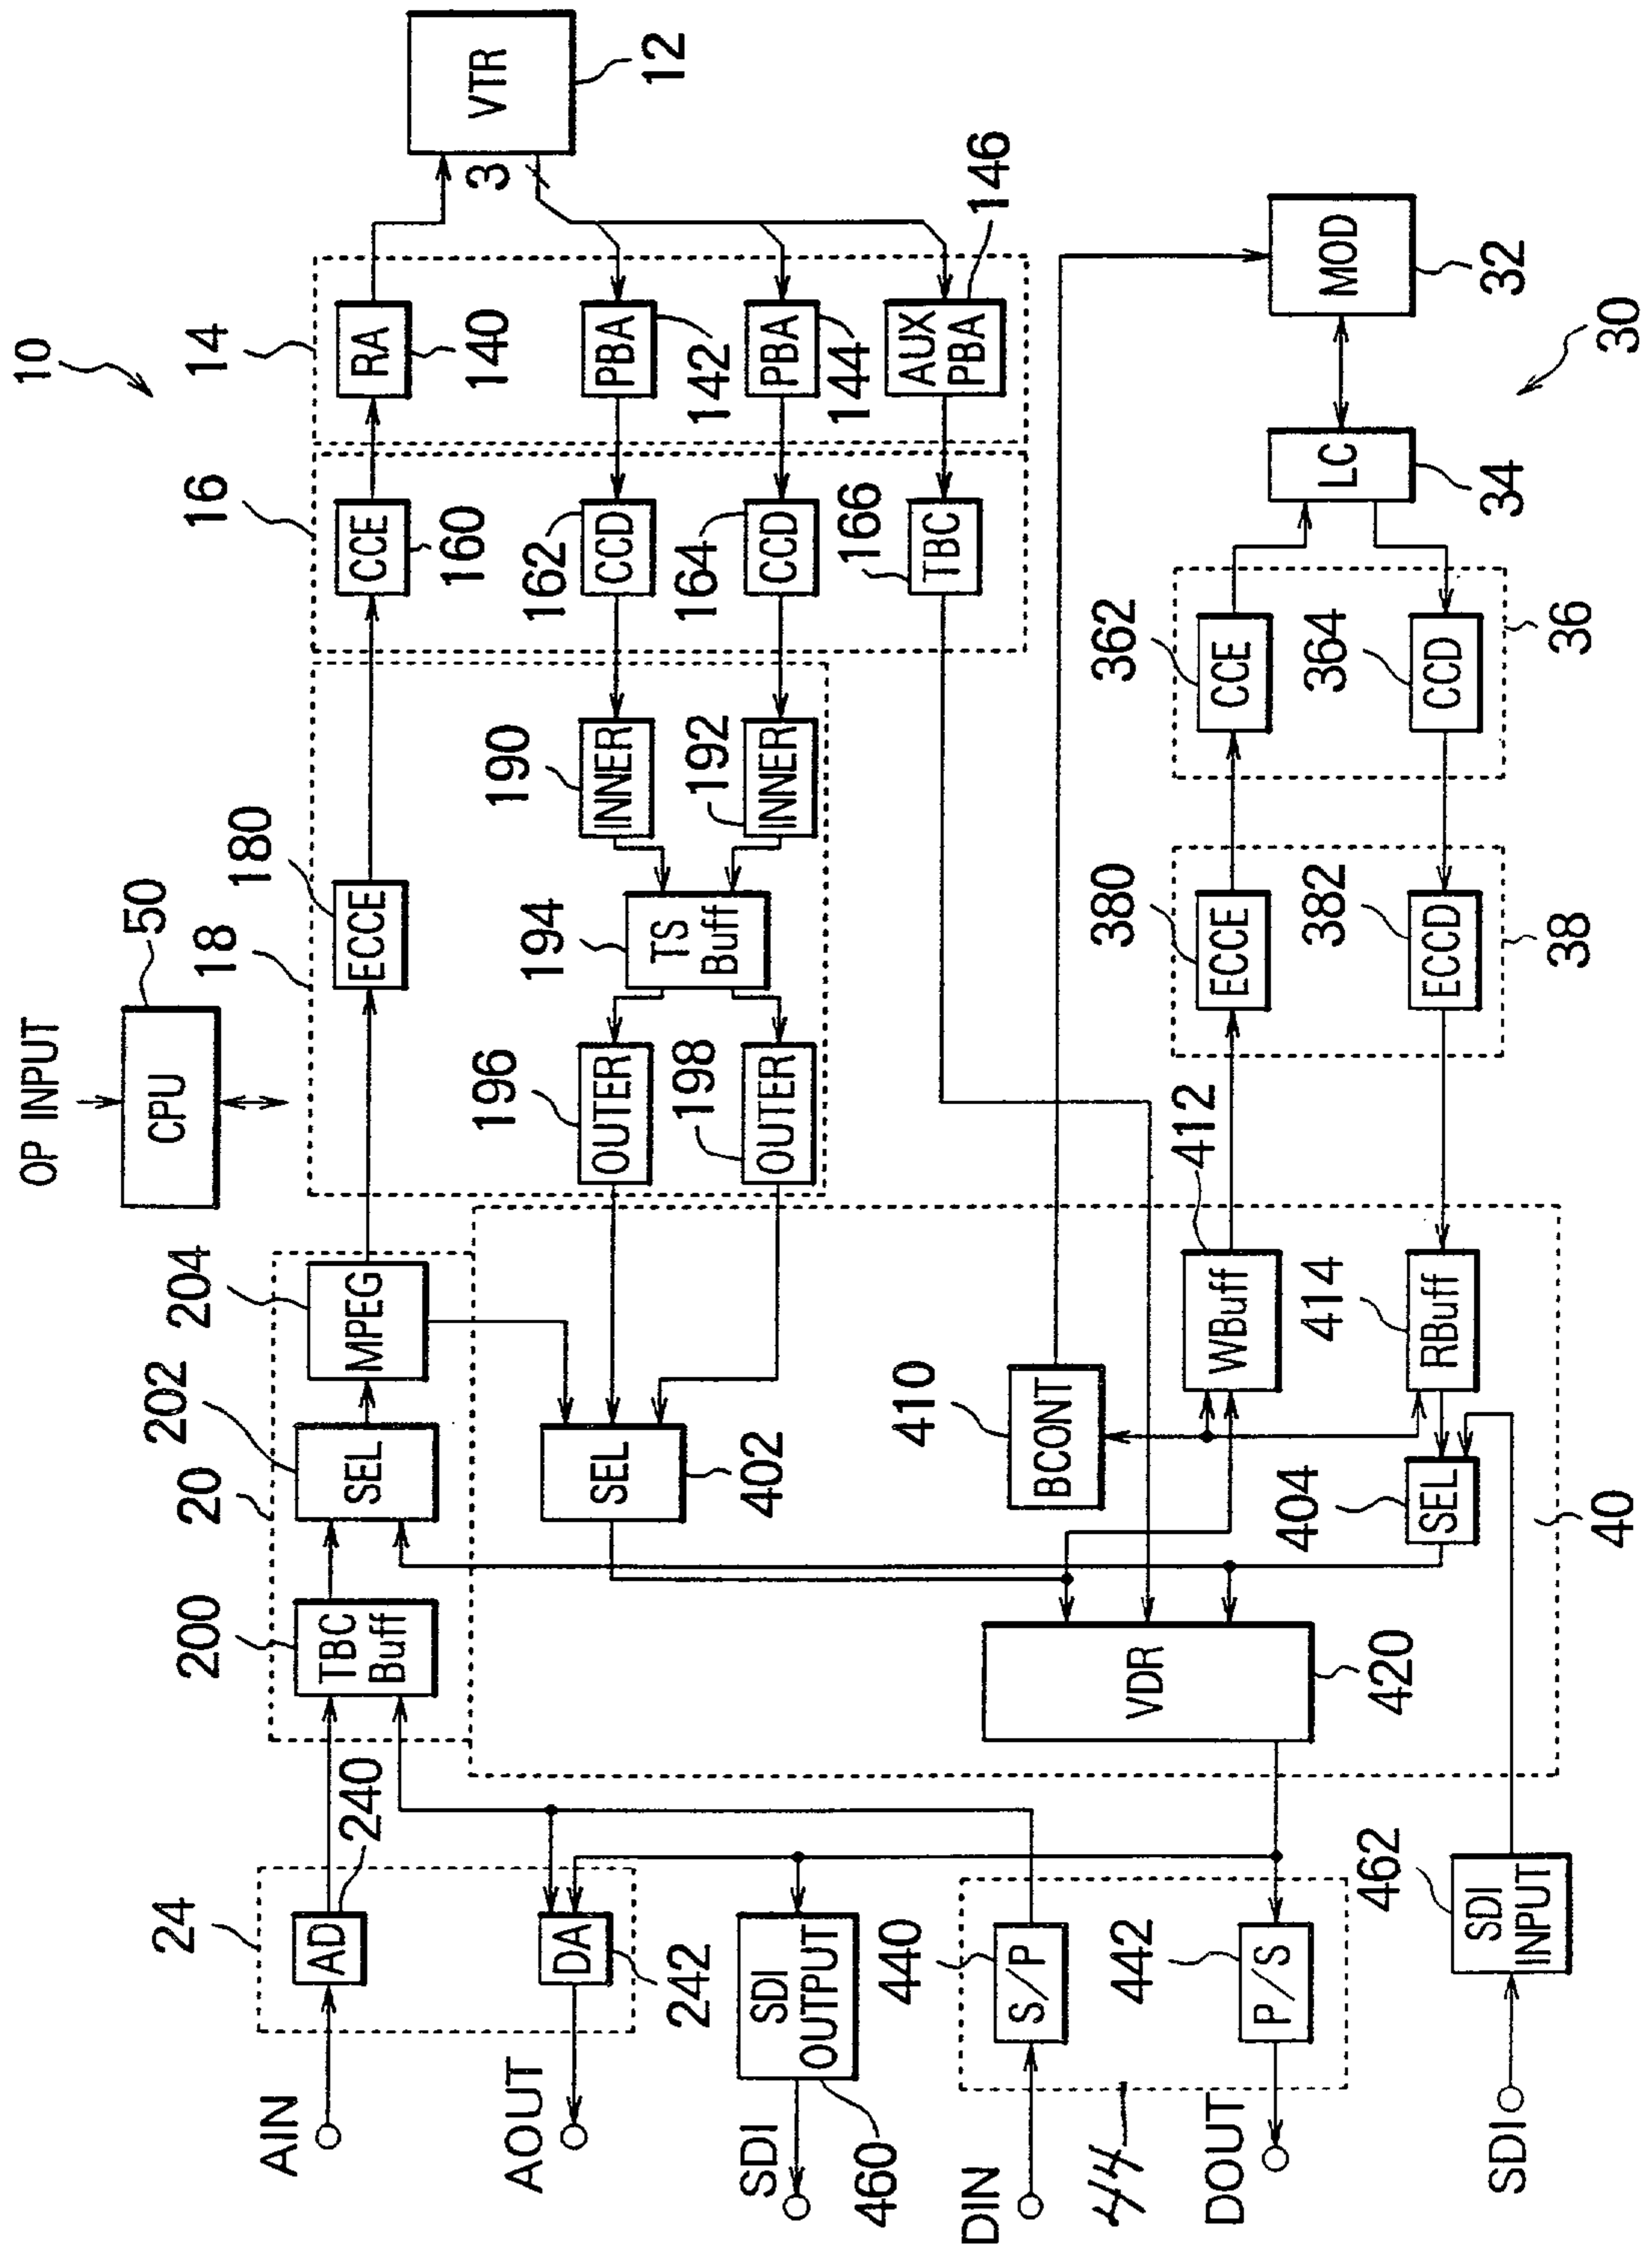 10
OP INPUT
CPU
50
VTR
12
3
14
RA
140
PBA
142
PBA
144
AUX
PBA
146
16
CCE
160
CCD
162
CCD
164
TBC
166
18
ECCE
180
INNER
190
INNER
192
TS
Buff
194
OUTER
196
OUTER
198
20
TBC
Buff
200
SEL
202
MPEG
204
24
AD
240
DA
242
AIN
AOUT
SDI
OUTPUT
460
SDI
DIN
S/P
440
P/S
442
44
DOUT
SDI
INPUT
462
SDI
40
SEL
402
SEL
404
BCONT
410
WBuff
412
RBuff
414
VDR
420
38
ECCE
380
ECCD
382
36
CCE
362
CCD
364
LC
34
MOD
32
30